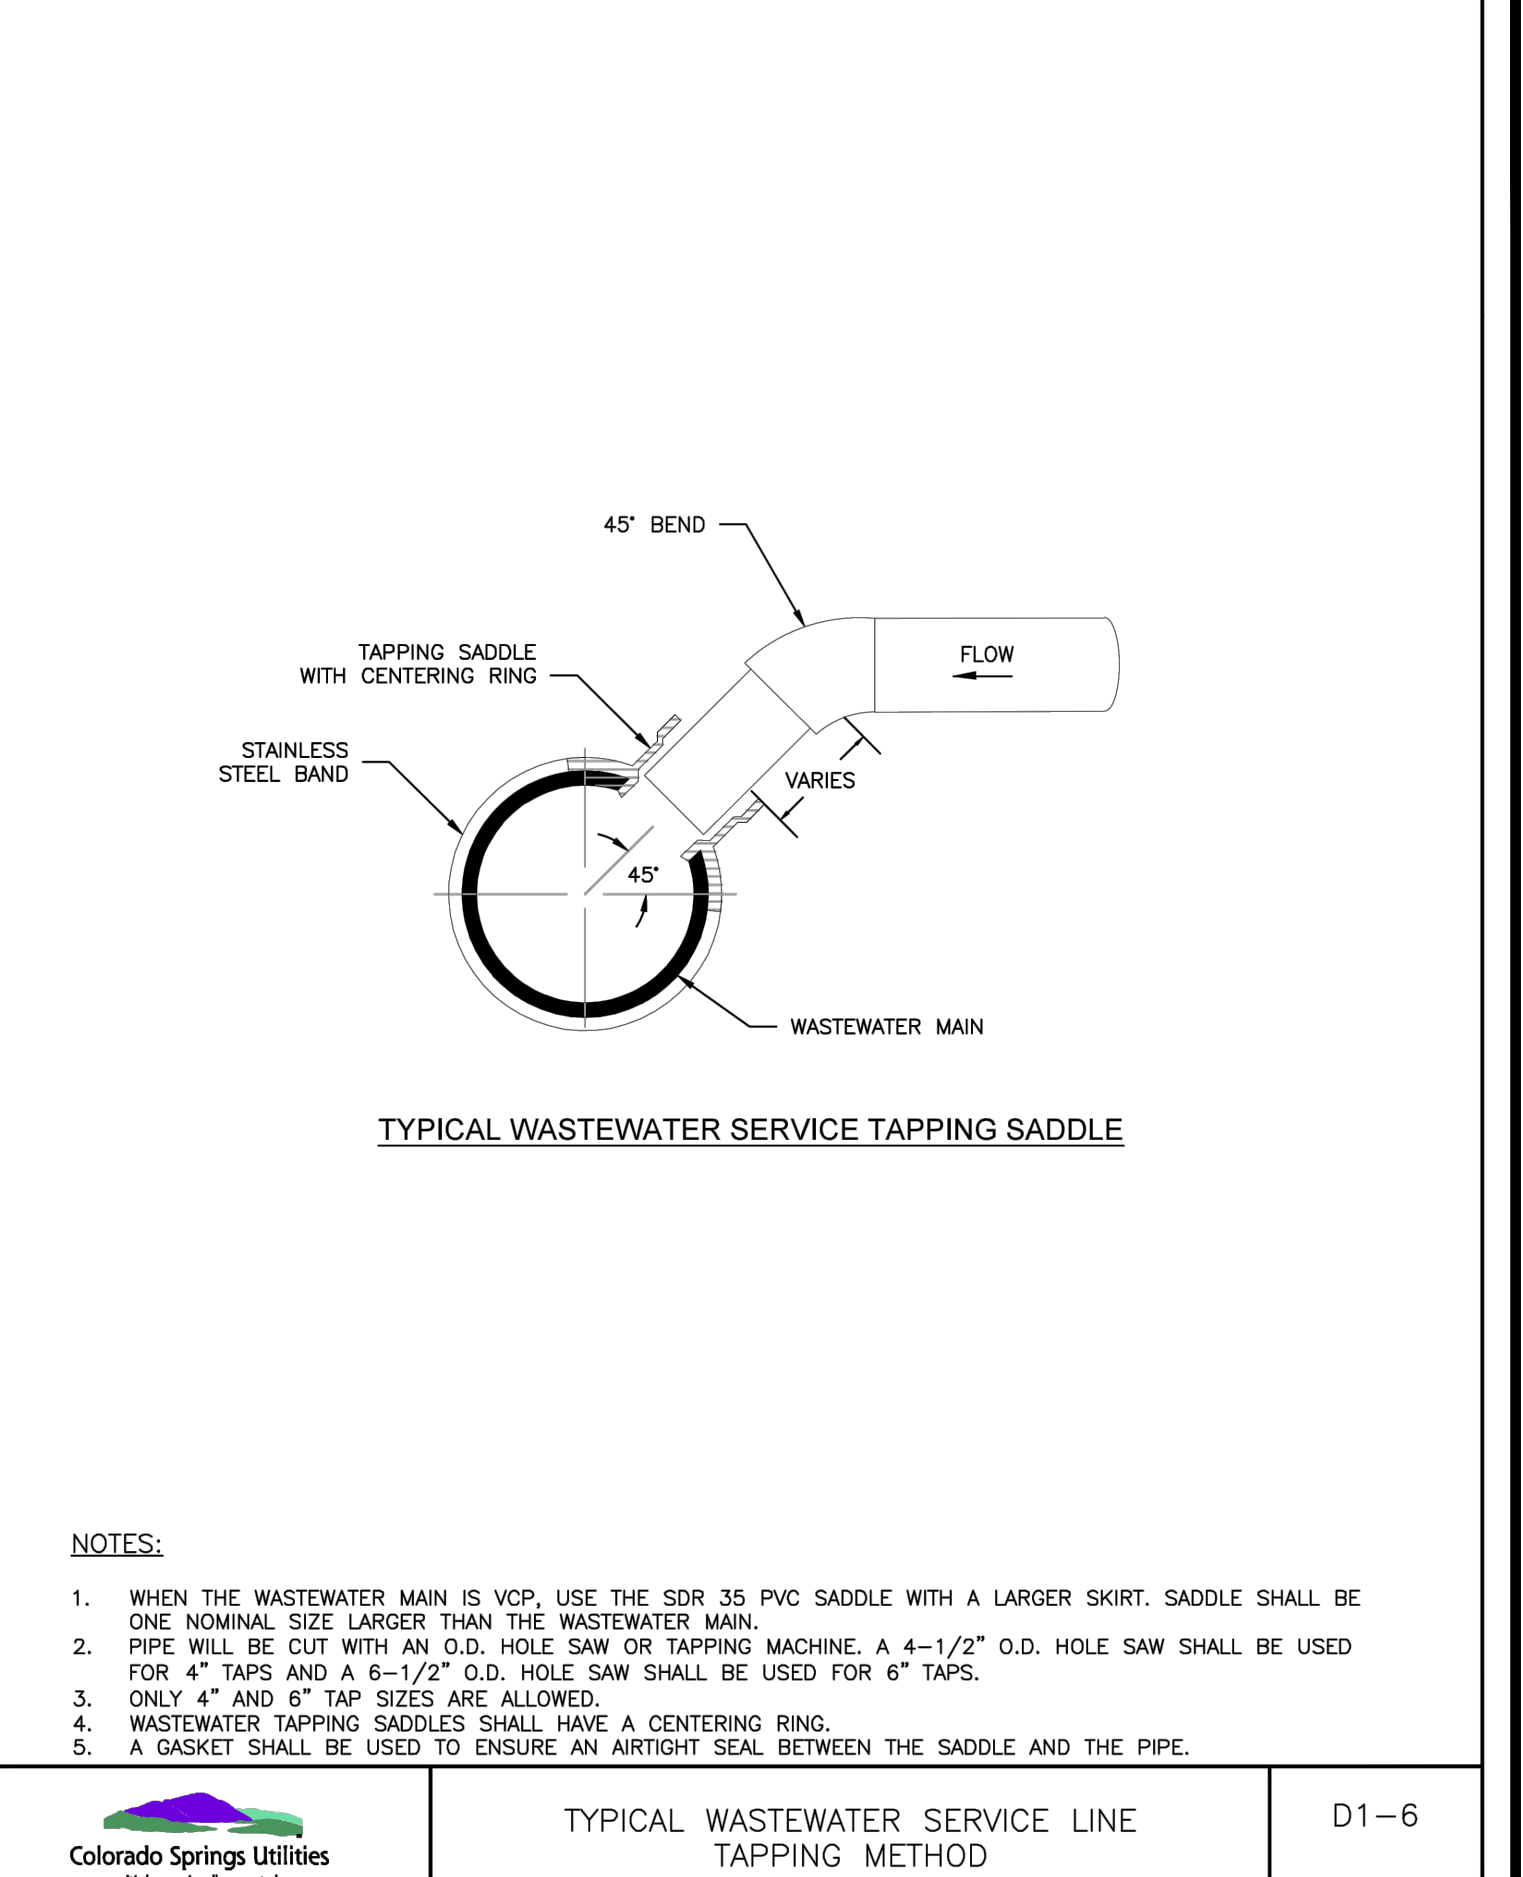 45° BEND
TAPPING SADDLE
WITH CENTERING RING
FLOW
STAINLESS
STEEL BAND
VARIES
45°
WASTEWATER MAIN
TYPICAL WASTEWATER SERVICE TAPPING SADDLE
NOTES:
1. WHEN THE WASTEWATER MAIN IS VCP, USE THE SDR 35 PVC SADDLE WITH A LARGER SKIRT. SADDLE SHALL BE
ONE NOMINAL SIZE LARGER THAN THE WASTEWATER MAIN.
2. PIPE WILL BE CUT WITH AN O.D. HOLE SAW OR TAPPING MACHINE. A 4-1/2" O.D. HOLE SAW SHALL BE USED
FOR 4" TAPS AND A 6-1/2" O.D. HOLE SAW SHALL BE USED FOR 6" TAPS.
3. ONLY 4" AND 6" TAP SIZES ARE ALLOWED.
4. WASTEWATER TAPPING SADDLES SHALL HAVE A CENTERING RING.
5. A GASKET SHALL BE USED TO ENSURE AN AIRTIGHT SEAL BETWEEN THE SADDLE AND THE PIPE.
Colorado Springs Utilities
TYPICAL WASTEWATER SERVICE LINE
TAPPING METHOD
D1-6